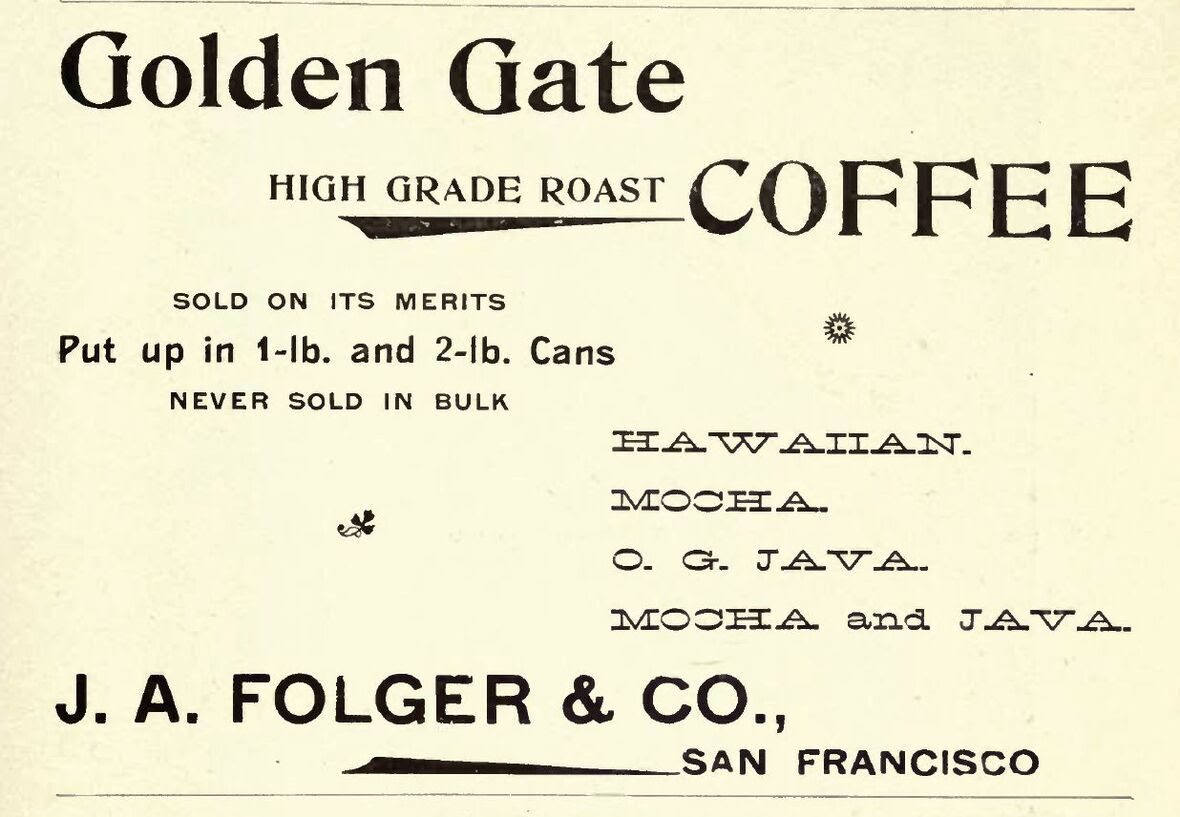 Golden Gate
HIGH GRADE ROAST COFFEE
SOLD ON ITS MERITS
Put up in 1-lb. and 2-lb. Cans
NEVER SOLD IN BULK
HAWAIIAN.
MOCHA.
O. G. JAVA.
MOCHA and JAVA.
J. A. FOLGER & CO.,
SAN FRANCISCO